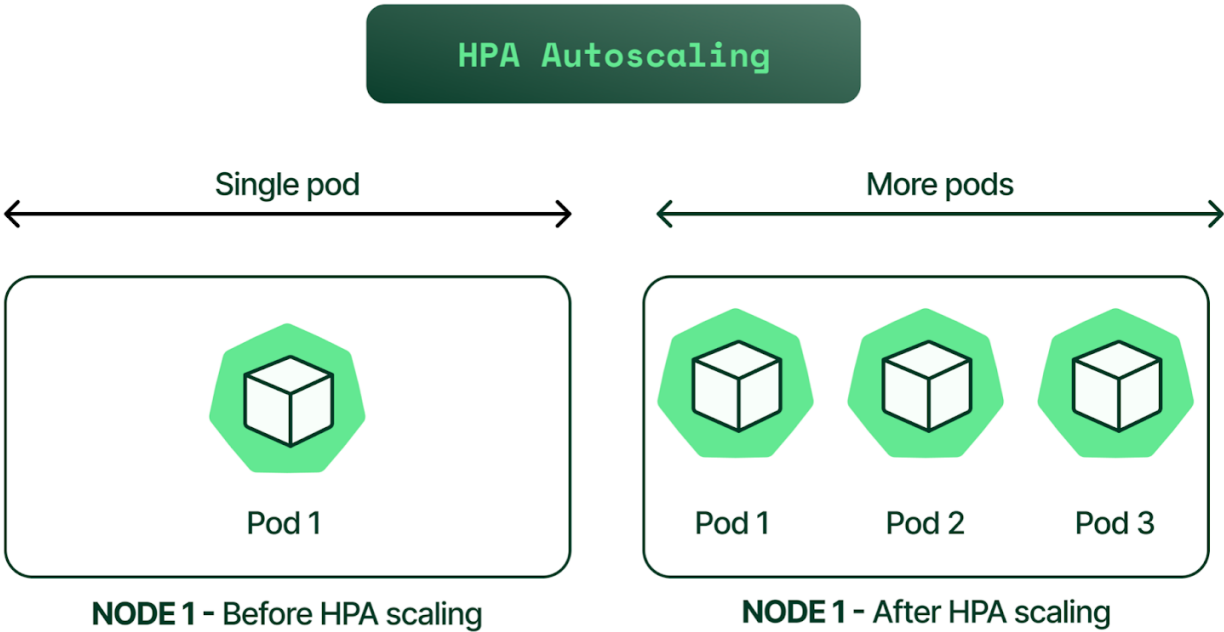 HPA Autoscaling
Single pod
More pods
Pod 1
Pod 1
Pod 2
Pod 3
NODE 1 - Before HPA scaling
NODE 1 - After HPA scaling